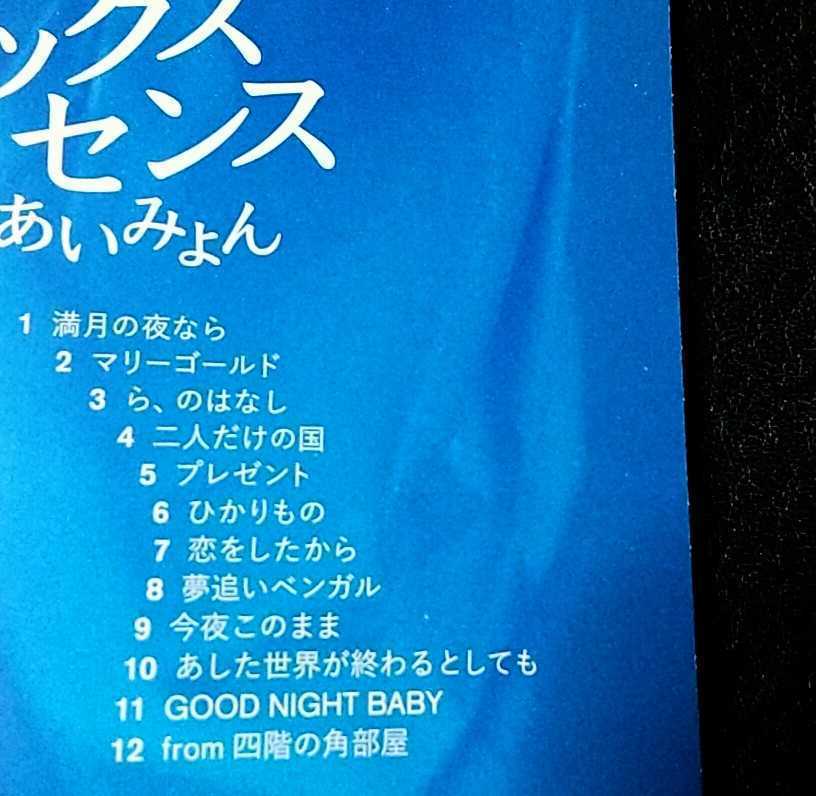 ックス
センス
あいみょん
1 満月の夜なら
2 マリーゴールド
3 ら、のはなし
4 二人だけの国
5 プレゼント
6 ひかりもの
7 恋をしたから
8 夢追いベンガル
9 今夜このまま
10 あした世界が終わるとしても
11 GOOD NIGHT BABY
12 from 四階の角部屋